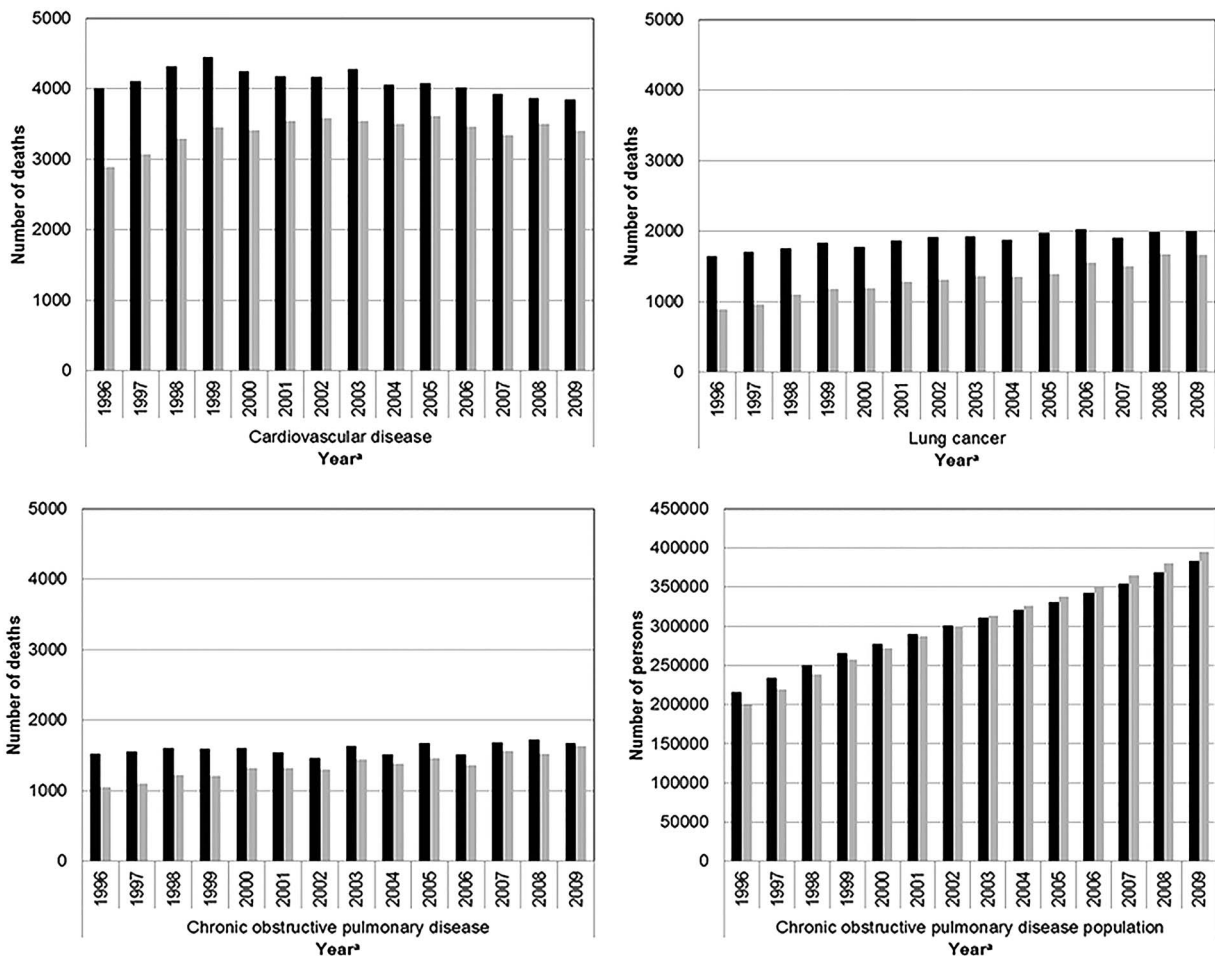 5000
4000
3000
2000
1000
0
Number of deaths
1996 1997 1998 1999 2000 2001 2002 2003 2004 2005 2006 2007 2008 2009
Cardiovascular disease
Yearᵃ
5000
4000
3000
2000
1000
0
Number of deaths
1996 1997 1998 1999 2000 2001 2002 2003 2004 2005 2006 2007 2008 2009
Lung cancer
Yearᵃ
5000
4000
3000
2000
1000
0
Number of deaths
1996 1997 1998 1999 2000 2001 2002 2003 2004 2005 2006 2007 2008 2009
Chronic obstructive pulmonary disease
Yearᵃ
450000
400000
350000
300000
250000
200000
150000
100000
50000
0
Number of persons
1996 1997 1998 1999 2000 2001 2002 2003 2004 2005 2006 2007 2008 2009
Chronic obstructive pulmonary disease population
Yearᵃ